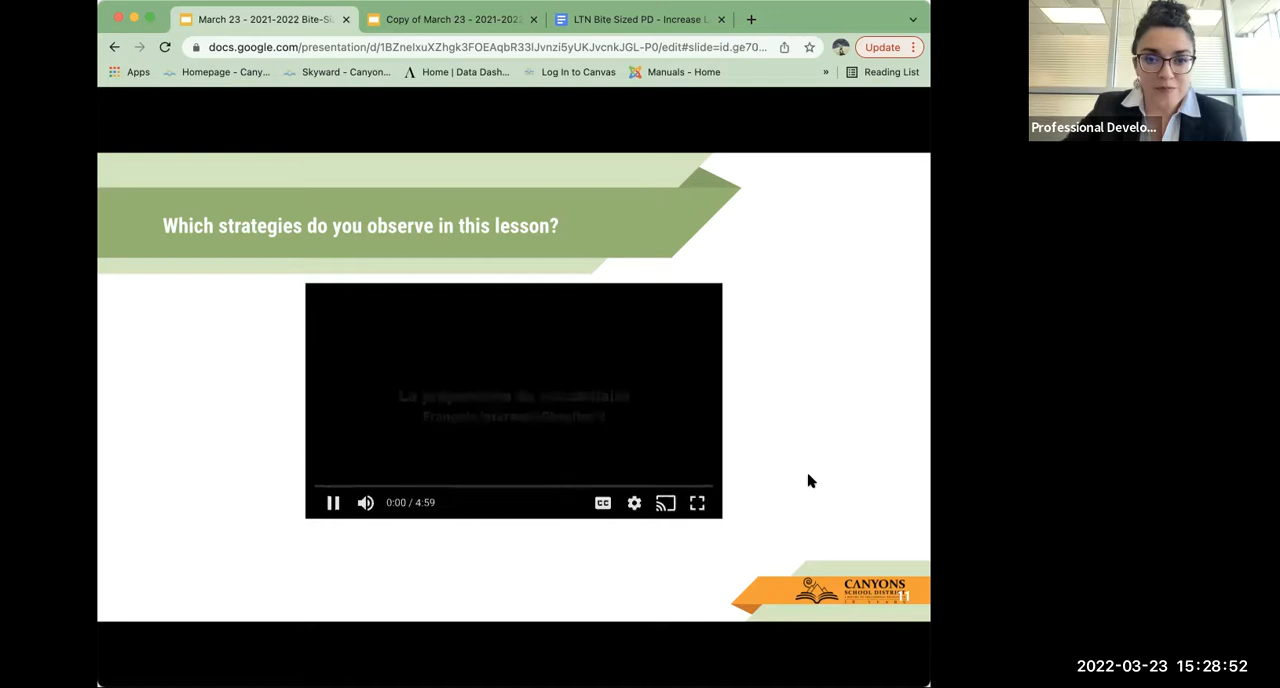 March 23 - 2021-2022 Bite-Si
Copy of March 23 - 2021-202
LTN Bite Sized PD - Increase L
docs.google.com/presentation/d/1BZneIxuXZhgk3FOEAqbR33lJvnzi5yUKJvcnkJGL-P0/edit#slide=id.ge70...
Update
Apps
Homepage - Cany...
Skyward - Canyon...
Home | Data Dash...
Log In to Canvas
Manuals - Home
»
Reading List
Professional Develo...
Which strategies do you observe in this lesson?
0:00 / 4:59
CC
CANYONS
SCHOOL DISTRICT
11
2022-03-23 15:28:52